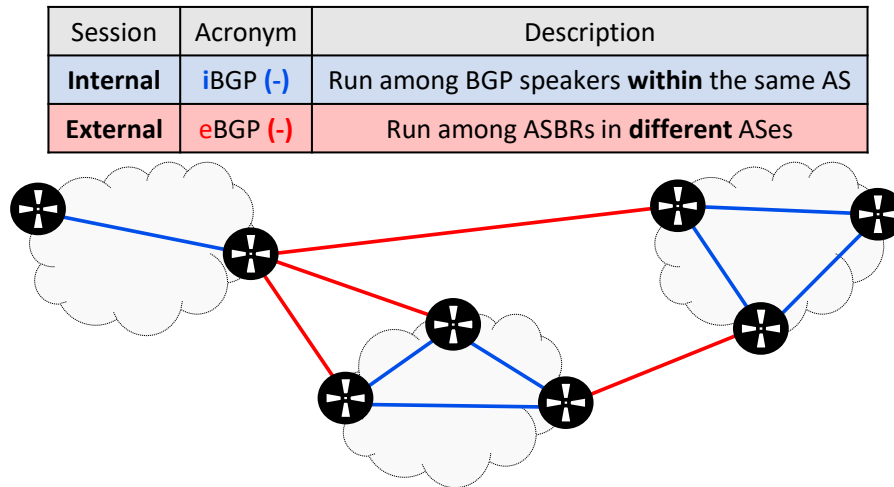 Session Acronym Description
Internal iBGP (-) Run among BGP speakers within the same AS
External eBGP (-) Run among ASBRs in different ASes